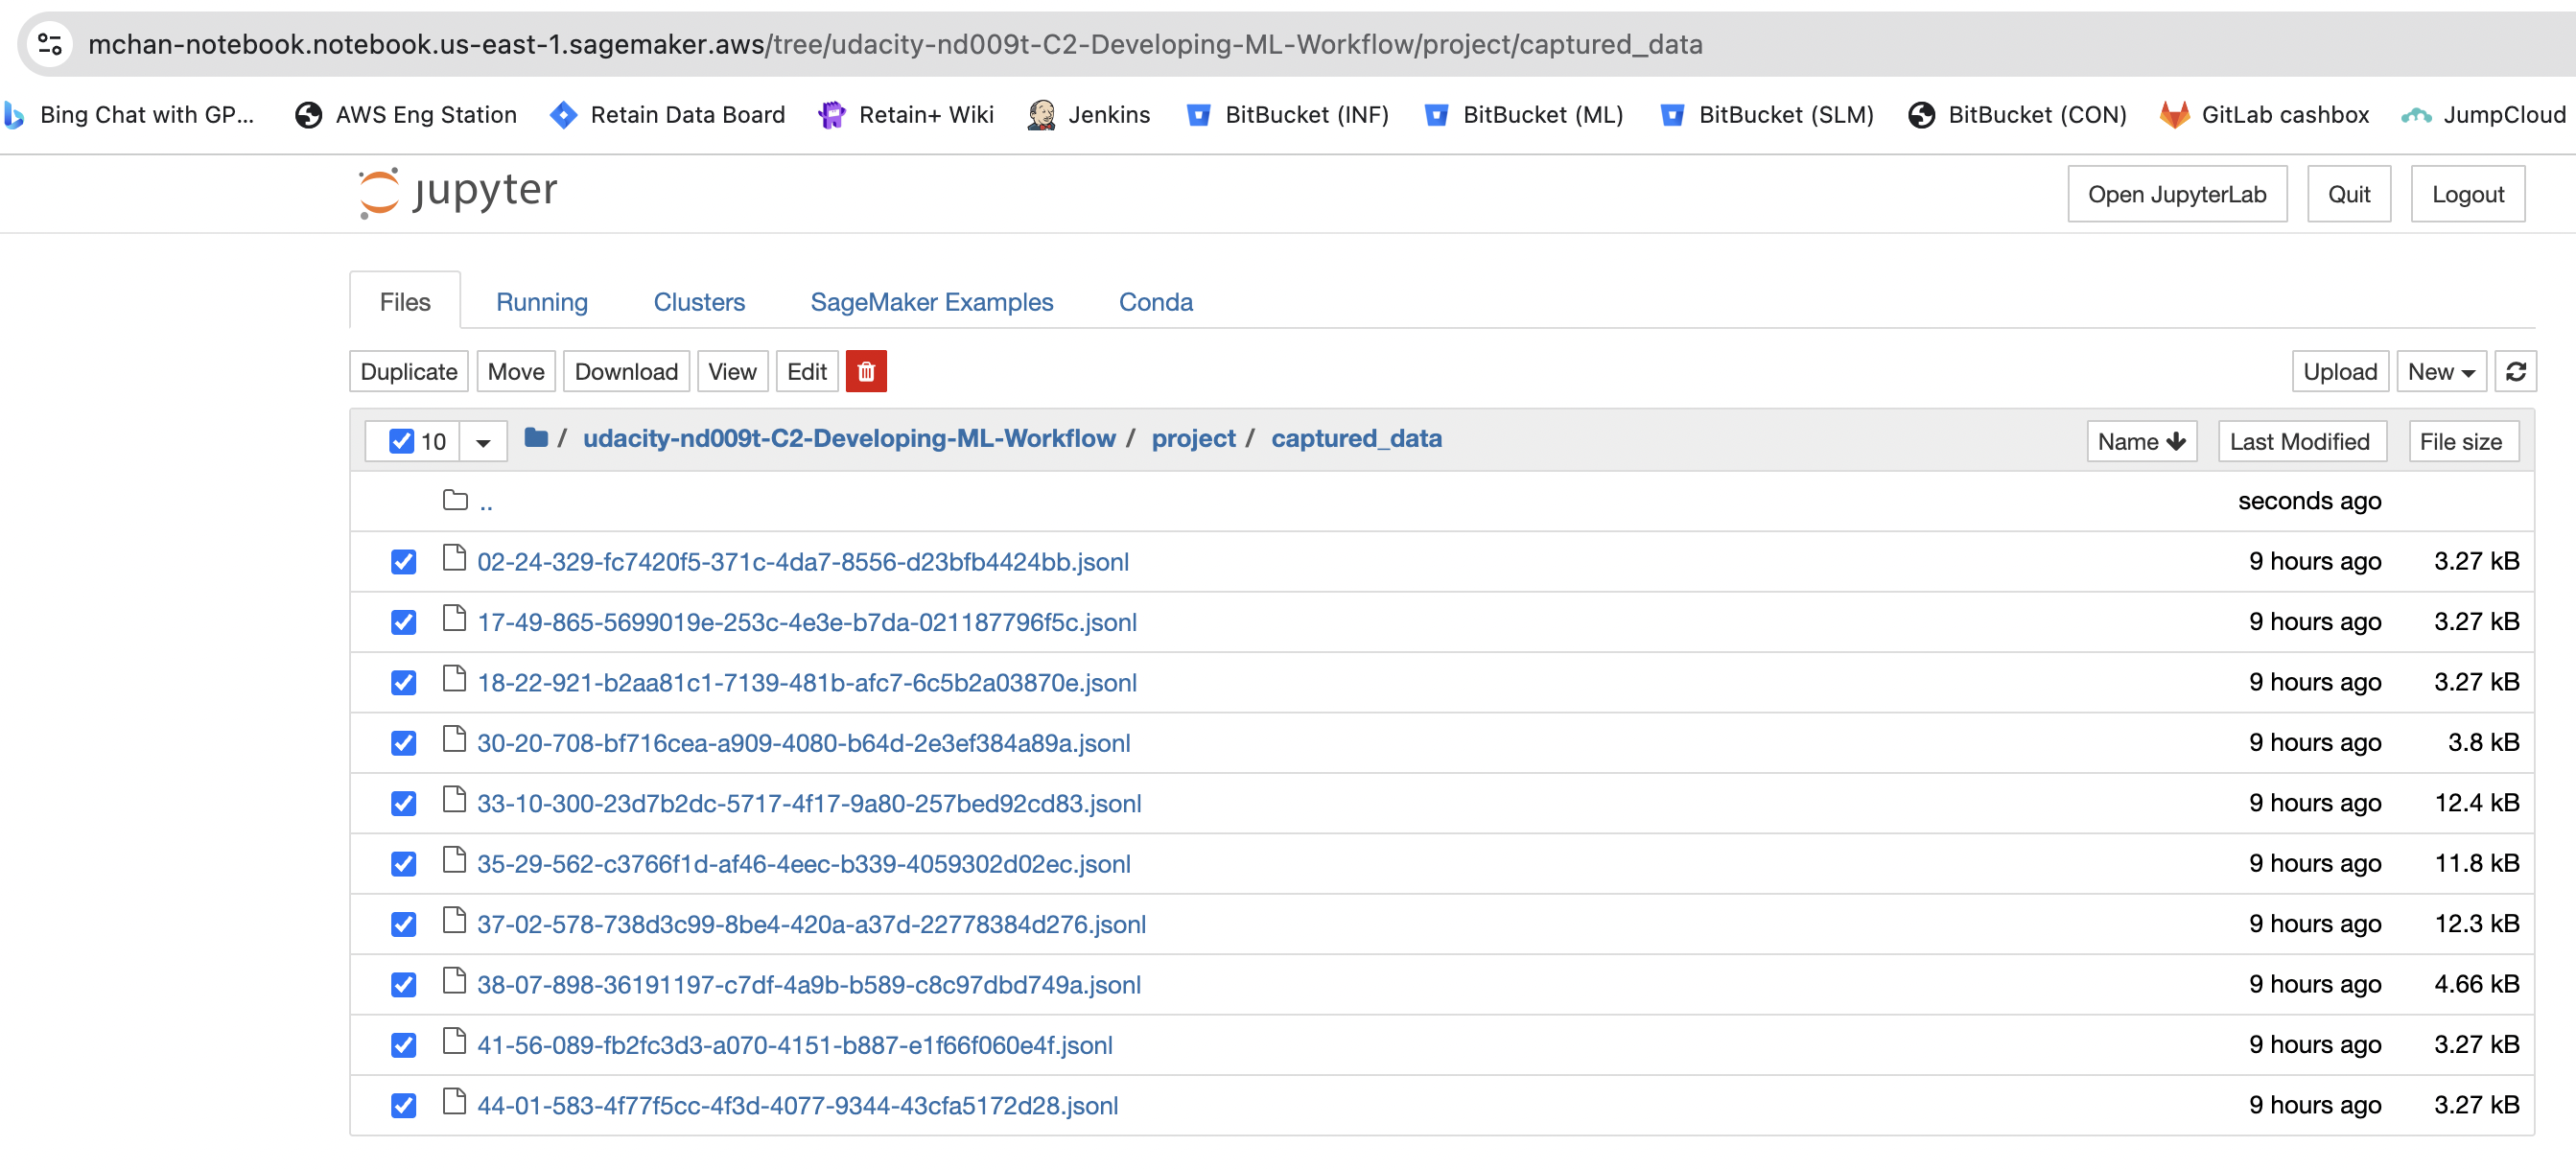 mchan-notebook.notebook.us-east-1.sagemaker.aws/tree/udacity-nd009t-C2-Developing-ML-Workflow/project/captured_data
Bing Chat with GP... AWS Eng Station Retain Data Board Retain+ Wiki Jenkins BitBucket (INF) BitBucket (ML) BitBucket (SLM) BitBucket (CON) GitLab cashbox JumpCloud
jupyter Open JupyterLab Quit Logout
Files Running Clusters SageMaker Examples Conda
Duplicate Move Download View Edit Upload New
10 / udacity-nd009t-C2-Developing-ML-Workflow / project / captured_data Name Last Modified File size
.. seconds ago
02-24-329-fc7420f5-371c-4da7-8556-d23bfb4424bb.jsonl 9 hours ago 3.27 kB
17-49-865-5699019e-253c-4e3e-b7da-021187796f5c.jsonl 9 hours ago 3.27 kB
18-22-921-b2aa81c1-7139-481b-afc7-6c5b2a03870e.jsonl 9 hours ago 3.27 kB
30-20-708-bf716cea-a909-4080-b64d-2e3ef384a89a.jsonl 9 hours ago 3.8 kB
33-10-300-23d7b2dc-5717-4f17-9a80-257bed92cd83.jsonl 9 hours ago 12.4 kB
35-29-562-c3766f1d-af46-4eec-b339-4059302d02ec.jsonl 9 hours ago 11.8 kB
37-02-578-738d3c99-8be4-420a-a37d-22778384d276.jsonl 9 hours ago 12.3 kB
38-07-898-36191197-c7df-4a9b-b589-c8c97dbd749a.jsonl 9 hours ago 4.66 kB
41-56-089-fb2fc3d3-a070-4151-b887-e1f66f060e4f.jsonl 9 hours ago 3.27 kB
44-01-583-4f77f5cc-4f3d-4077-9344-43cfa5172d28.jsonl 9 hours ago 3.27 kB